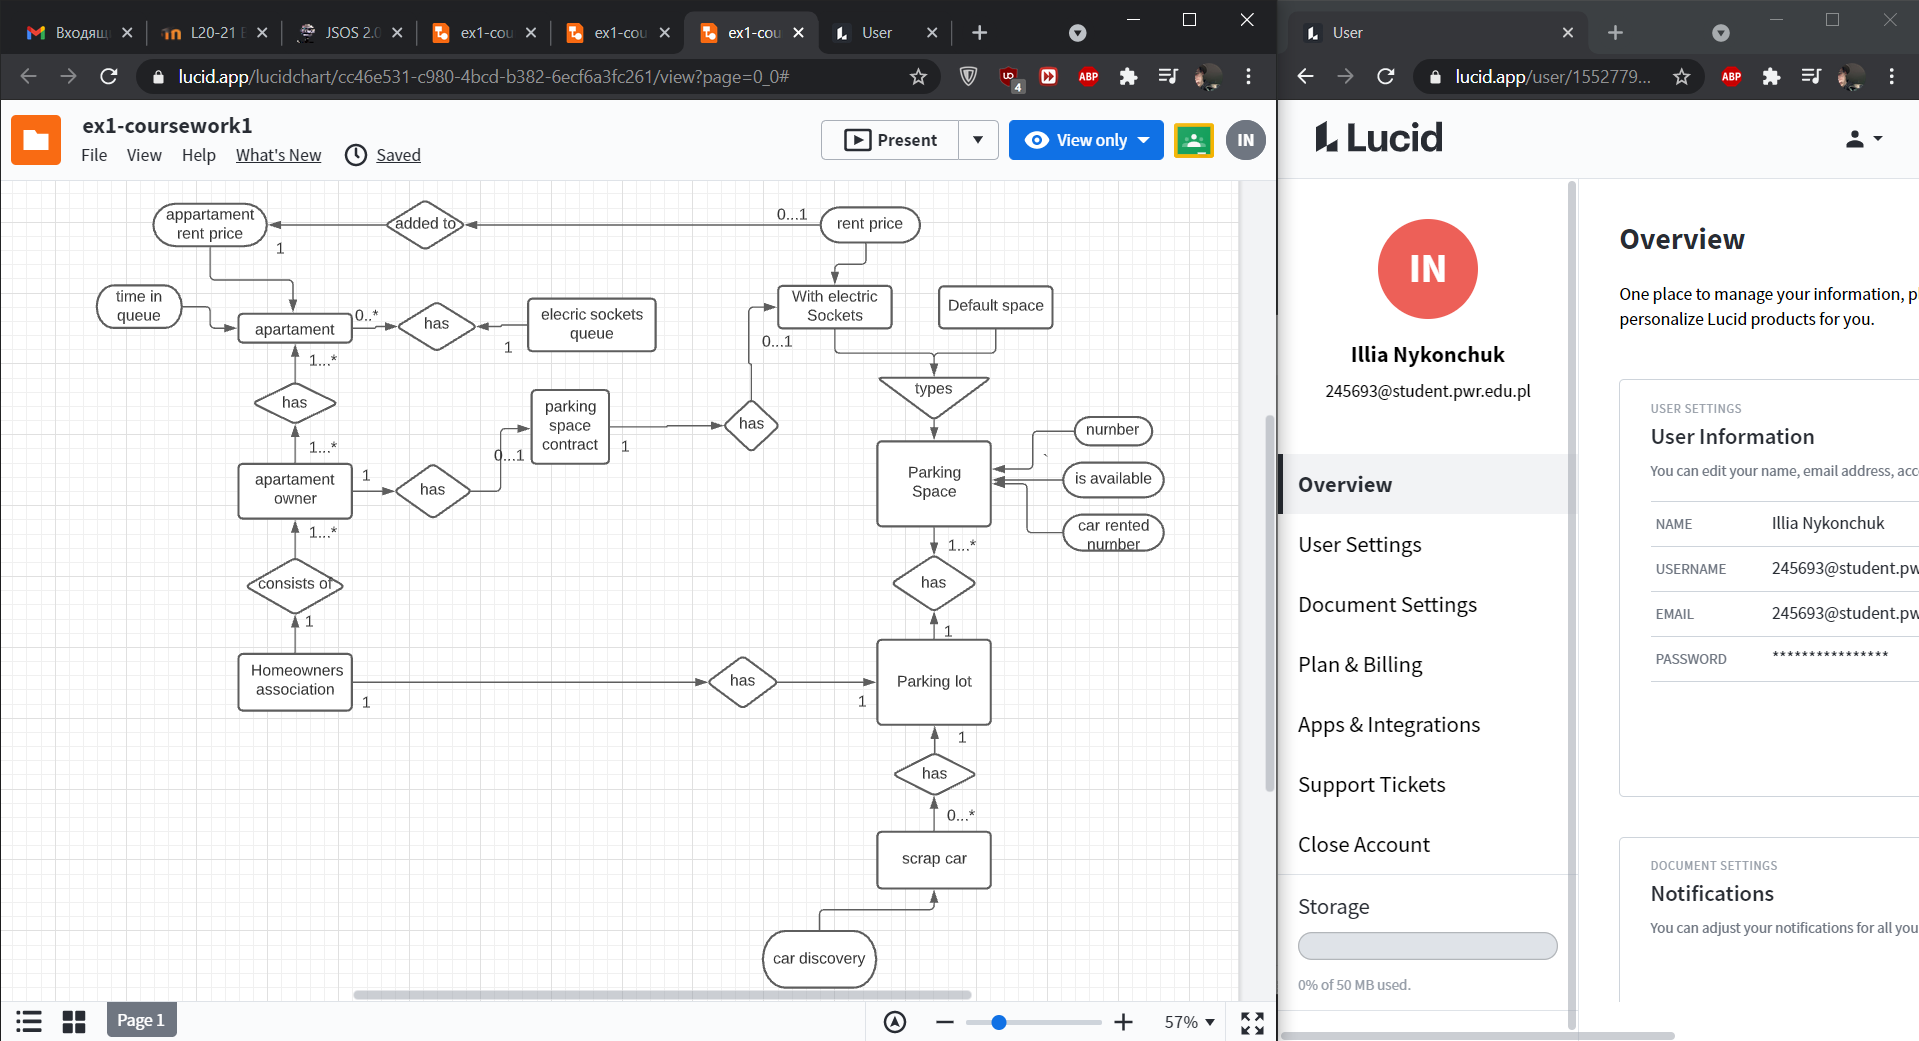 Входящ
L20-21 E
JSOS 2.0
ex1-cou
ex1-cou
ex1-cou
User
lucid.app/lucidchart/cc46e531-c980-4bcd-b382-6ecf6a3fc261/view?page=0_0#
4
ABP
ex1-coursework1
File View Help What's New Saved
Present
View only
IN
appartament
rent price
1
added to
0...1
rent price
time in
queue
apartament
0..*
has
1
elecric sockets
queue
With electric
Sockets
Default space
0...1
1...*
has
types
parking
space
contract
1
has
number
`
1...*
0...1
Parking
Space
is available
apartament
owner
1
has
car rented
number
1...*
1...*
consists of
has
1
1
Homeowners
association
1
has
1
Parking lot
1
has
0...*
scrap car
car discovery
Page 1
57%
User
lucid.app/user/1552779...
ABP
Lucid
IN
Illia Nykonchuk
245693@student.pwr.edu.pl
Overview
User Settings
Document Settings
Plan & Billing
Apps & Integrations
Support Tickets
Close Account
Storage
0% of 50 MB used.
Overview
One place to manage your information, p
personalize Lucid products for you.
USER SETTINGS
User Information
You can edit your name, email address, acc
NAME Illia Nykonchuk
USERNAME 245693@student.pw
EMAIL 245693@student.pw
PASSWORD ****************
DOCUMENT SETTINGS
Notifications
You can adjust your notifications for all you